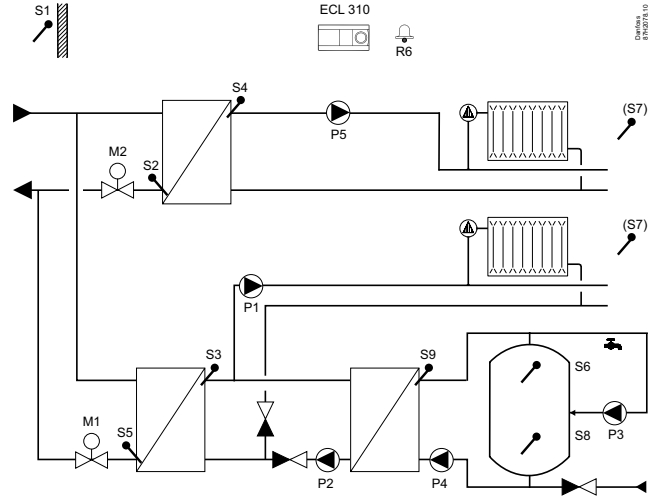 S1
ECL 310
R6
Danfoss
87H2078.10
S4
P5
(S7)
M2
S2
(S7)
P1
S3
S9
S6
M1
S5
S8
P3
P2
P4